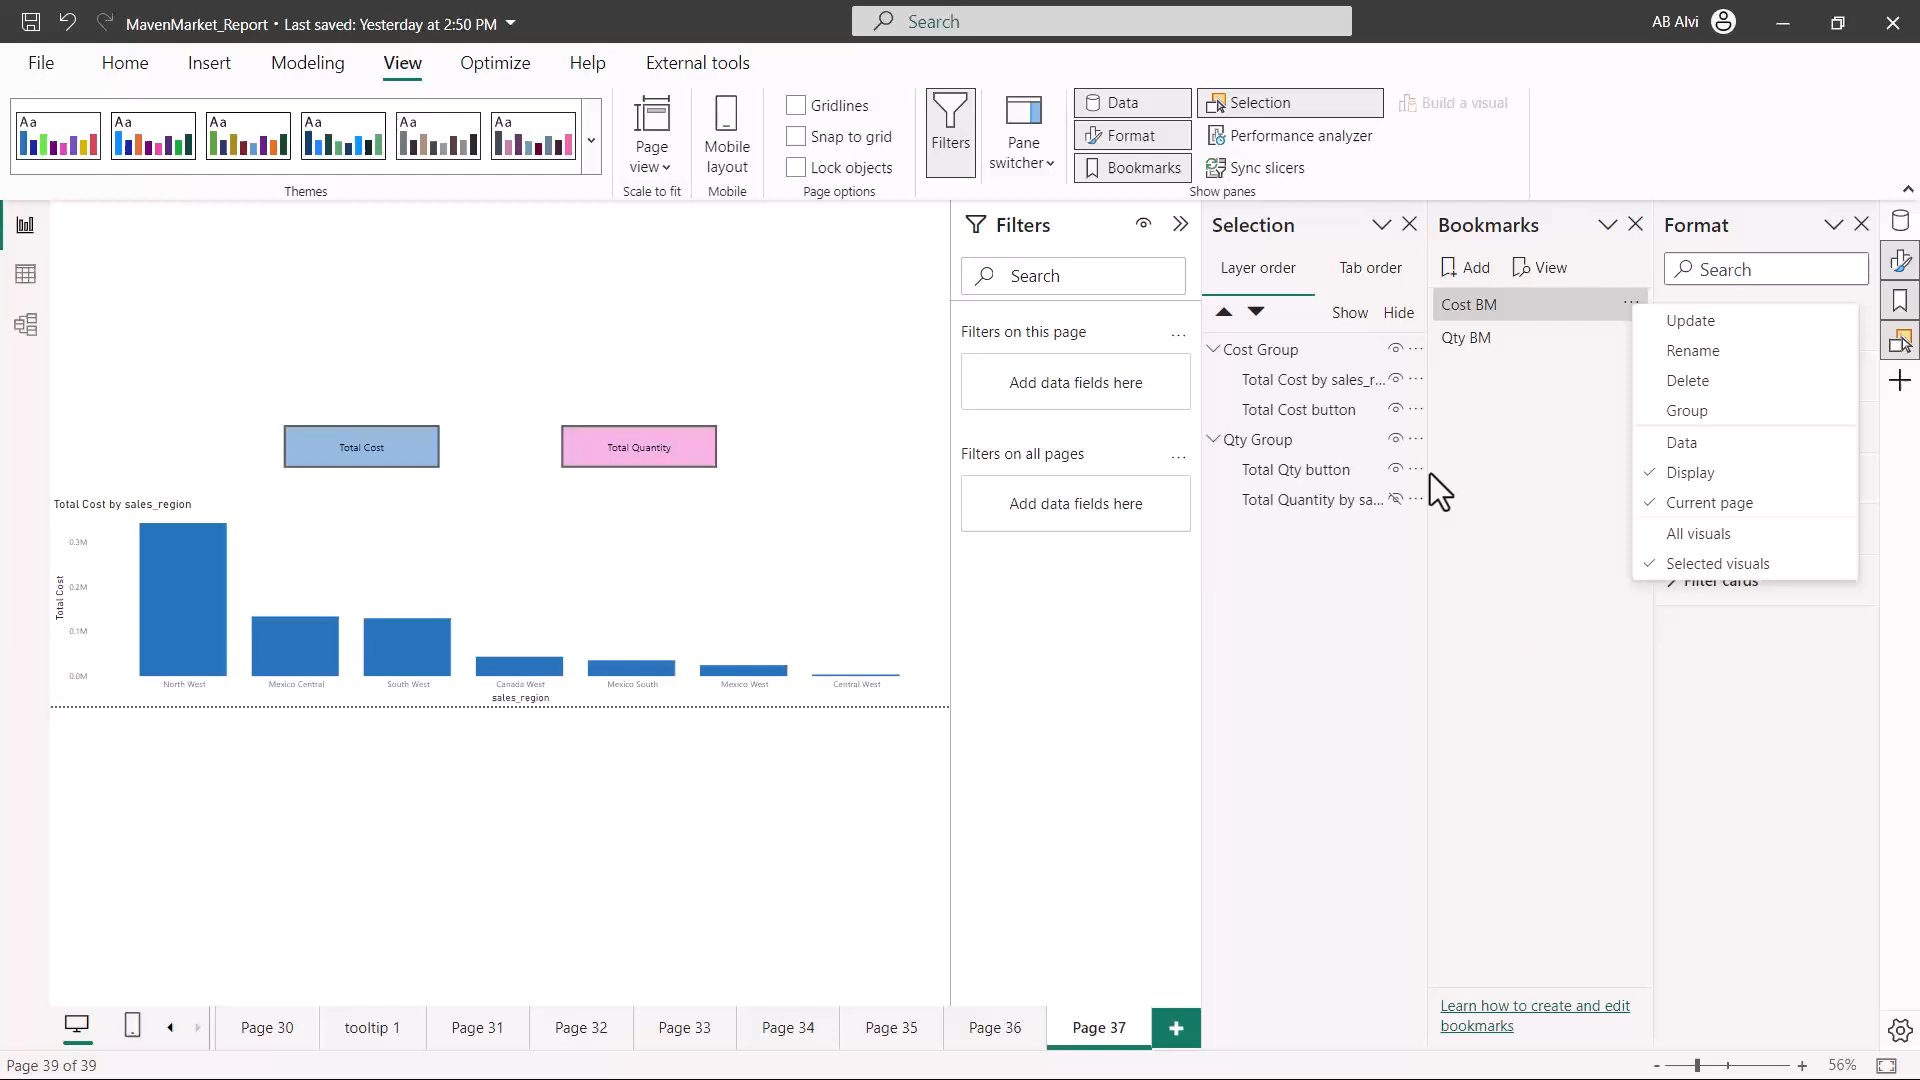 MavenMarket_Report • Last saved: Yesterday at 2:50 PM
Search
AB Alvi
File
Home
Insert
Modeling
View
Optimize
Help
External tools
Aa
Aa
Aa
Aa
Aa
Aa
Themes
Page view
Scale to fit
Mobile layout
Mobile
Gridlines
Snap to grid
Lock objects
Page options
Filters
Pane switcher
Data
Format
Bookmarks
Selection
Performance analyzer
Sync slicers
Show panes
Build a visual
Total Cost
Total Quantity
Total Cost by sales_region
Total Cost
0.3M
0.2M
0.1M
0.0M
North West
Mexico Central
South West
Canada West
Mexico South
Mexico West
Central West
sales_region
Filters
Search
Filters on this page
...
Add data fields here
Filters on all pages
...
Add data fields here
Selection
Layer order
Tab order
Show
Hide
Cost Group
Total Cost by sales_r...
Total Cost button
Qty Group
Total Qty button
Total Quantity by sa...
Bookmarks
Add
View
Cost BM
Qty BM
Learn how to create and edit
bookmarks
Format
Search
Update
Rename
Delete
Group
Data
Display
Current page
All visuals
Selected visuals
Filter cards
Page 30
tooltip 1
Page 31
Page 32
Page 33
Page 34
Page 35
Page 36
Page 37
Page 39 of 39
56%